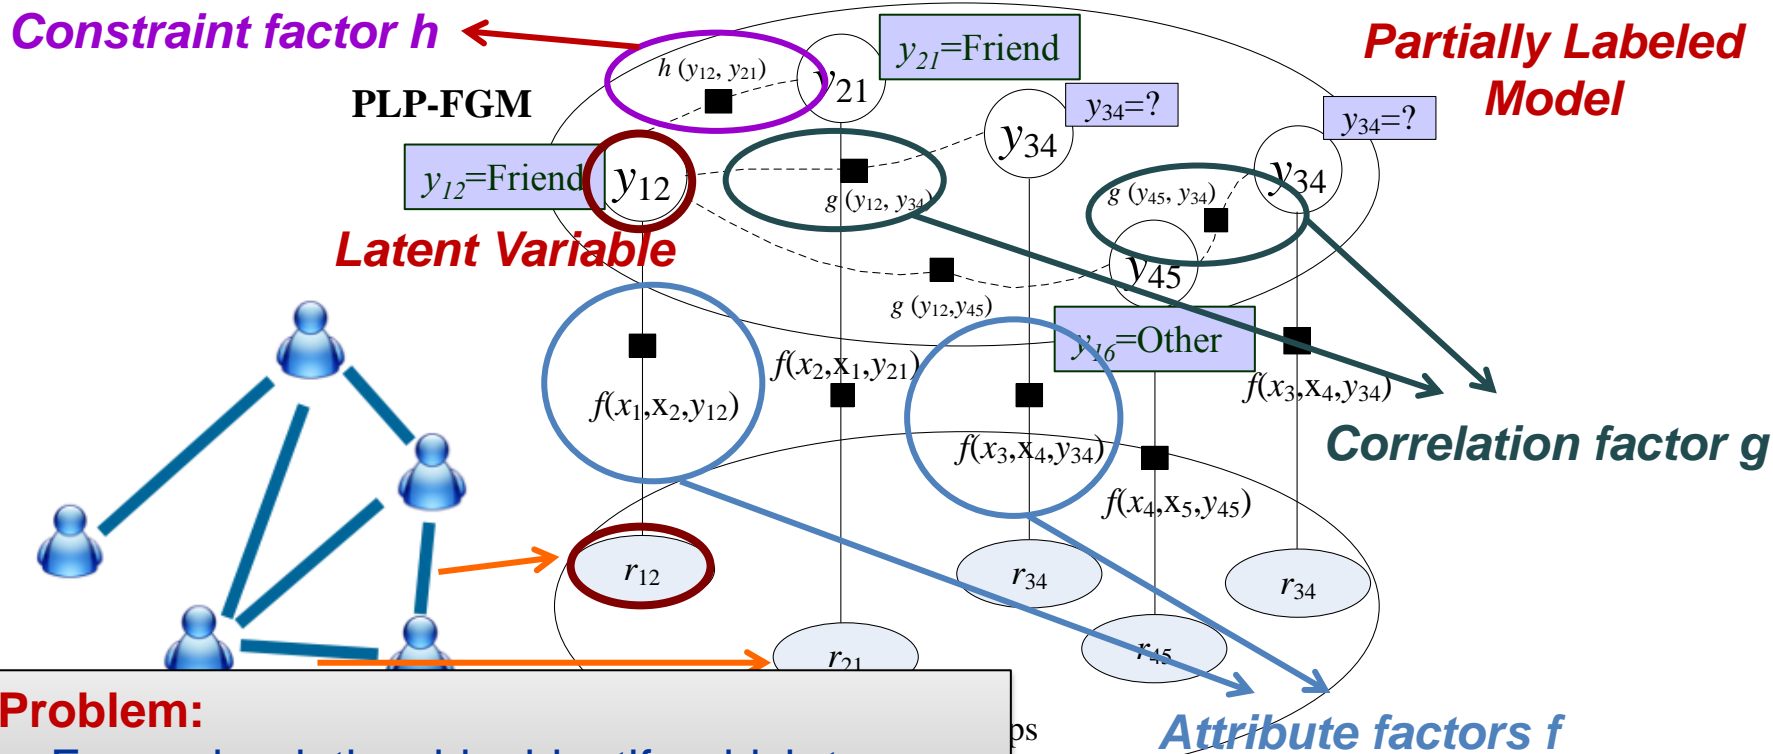 Constraint factor h
h (y12, y21)
y21
y21=Friend
Partially Labeled
Model
PLP-FGM
y34
y34=?
y34=?
y12=Friend
y12
g (y12, y34)
g (y45, y34)
y34
Latent Variable
y45
g (y12,y45)
y16=Other
f(x1,x2,y12)
f(x2,x1,y21)
f(x3,x4,y34)
f(x3,x4,y34)
Correlation factor g
f(x4,x5,y45)
r12
r34
r34
r21
r45
Problem:
ps
Attribute factors f